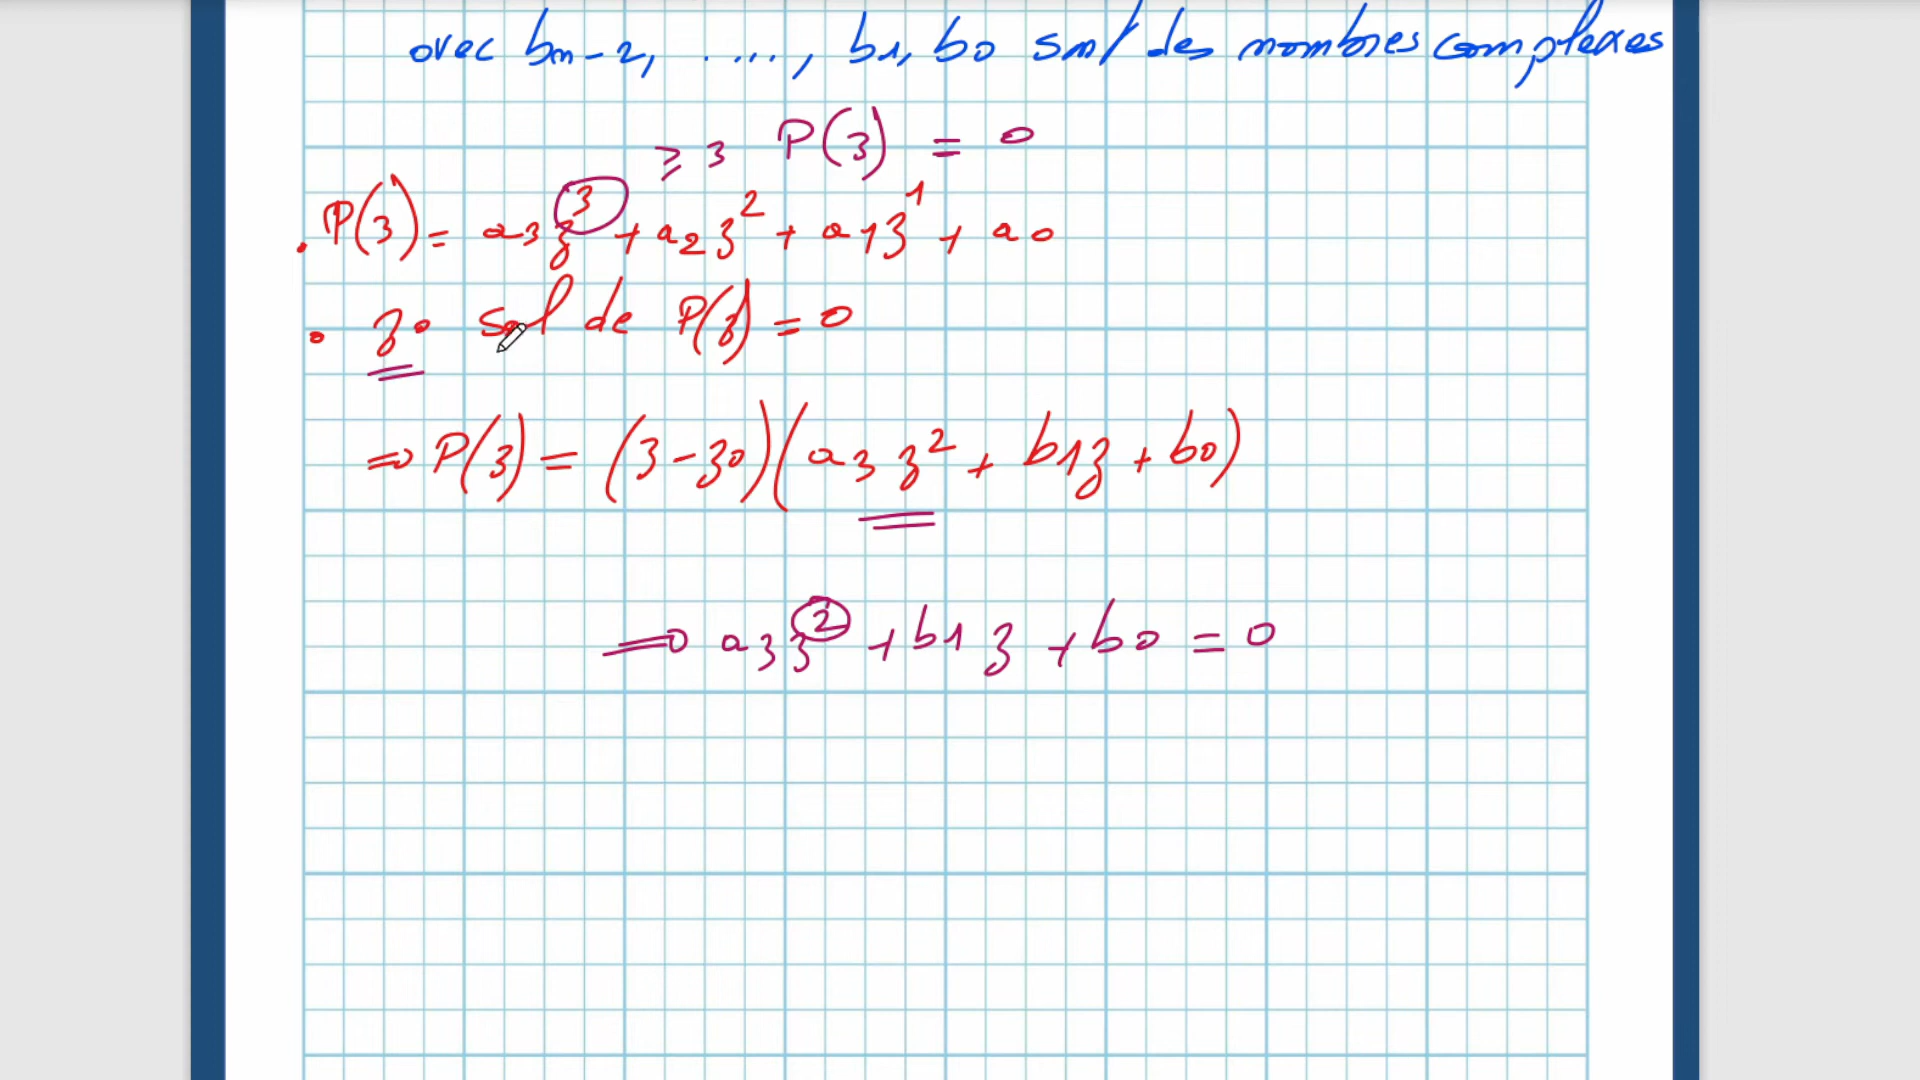 avec bn-2, ...., b1, b0 sont des nombres complexes
≥ 3 P(z) = 0
. P(z) = a3z³ + a2z² + a1z¹ + a0
. z0 sol de P(z) = 0
=> P(z) = (z-z0)(a3z² + b1z + b0)
=> a3z² + b1z + b0 = 0